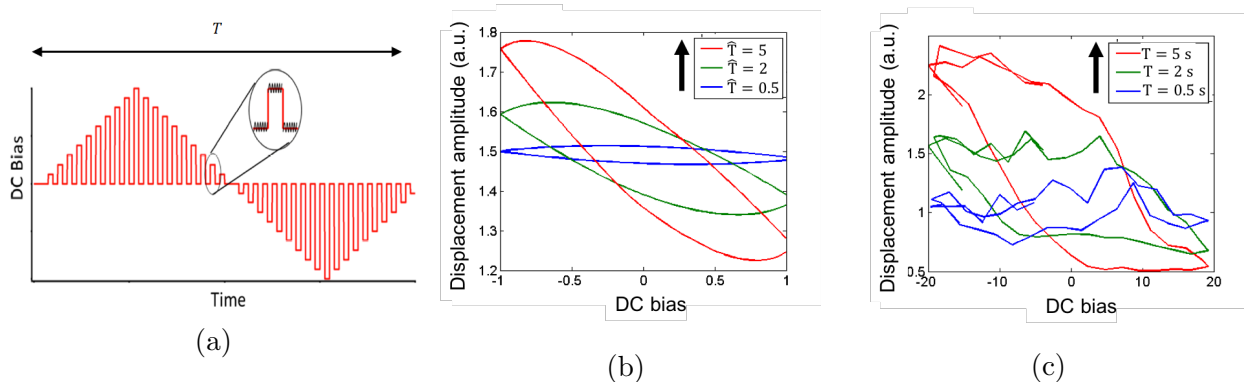 T
DC Bias
Time
(a)
Displacement amplitude (a.u.)
1.8
1.7
1.6
1.5
1.4
1.3
1.2
-1
-0.5
0
0.5
1
DC bias
T̂ = 5
T̂ = 2
T̂ = 0.5
(b)
Displacement amplitude (a.u.)
2
1.5
1
0.5
-20
-10
0
10
20
DC bias
T = 5 s
T = 2 s
T = 0.5 s
(c)